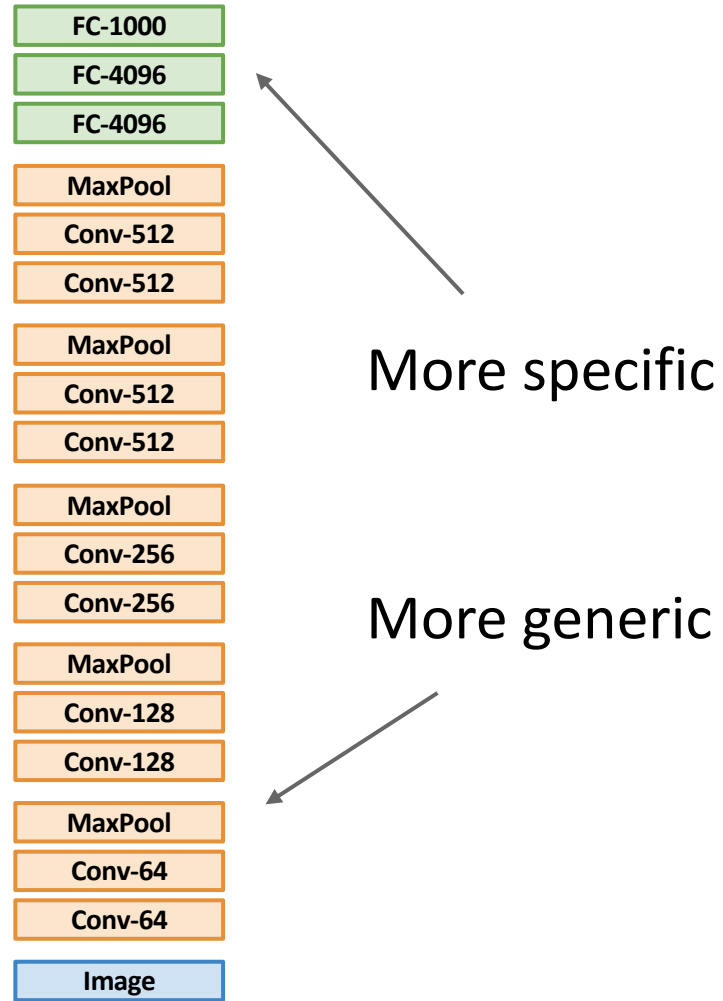 FC-1000
FC-4096
FC-4096
MaxPool
Conv-512
Conv-512
MaxPool
Conv-512
Conv-512
MaxPool
Conv-256
Conv-256
MaxPool
Conv-128
Conv-128
MaxPool
Conv-64
Conv-64
Image
More specific
More generic